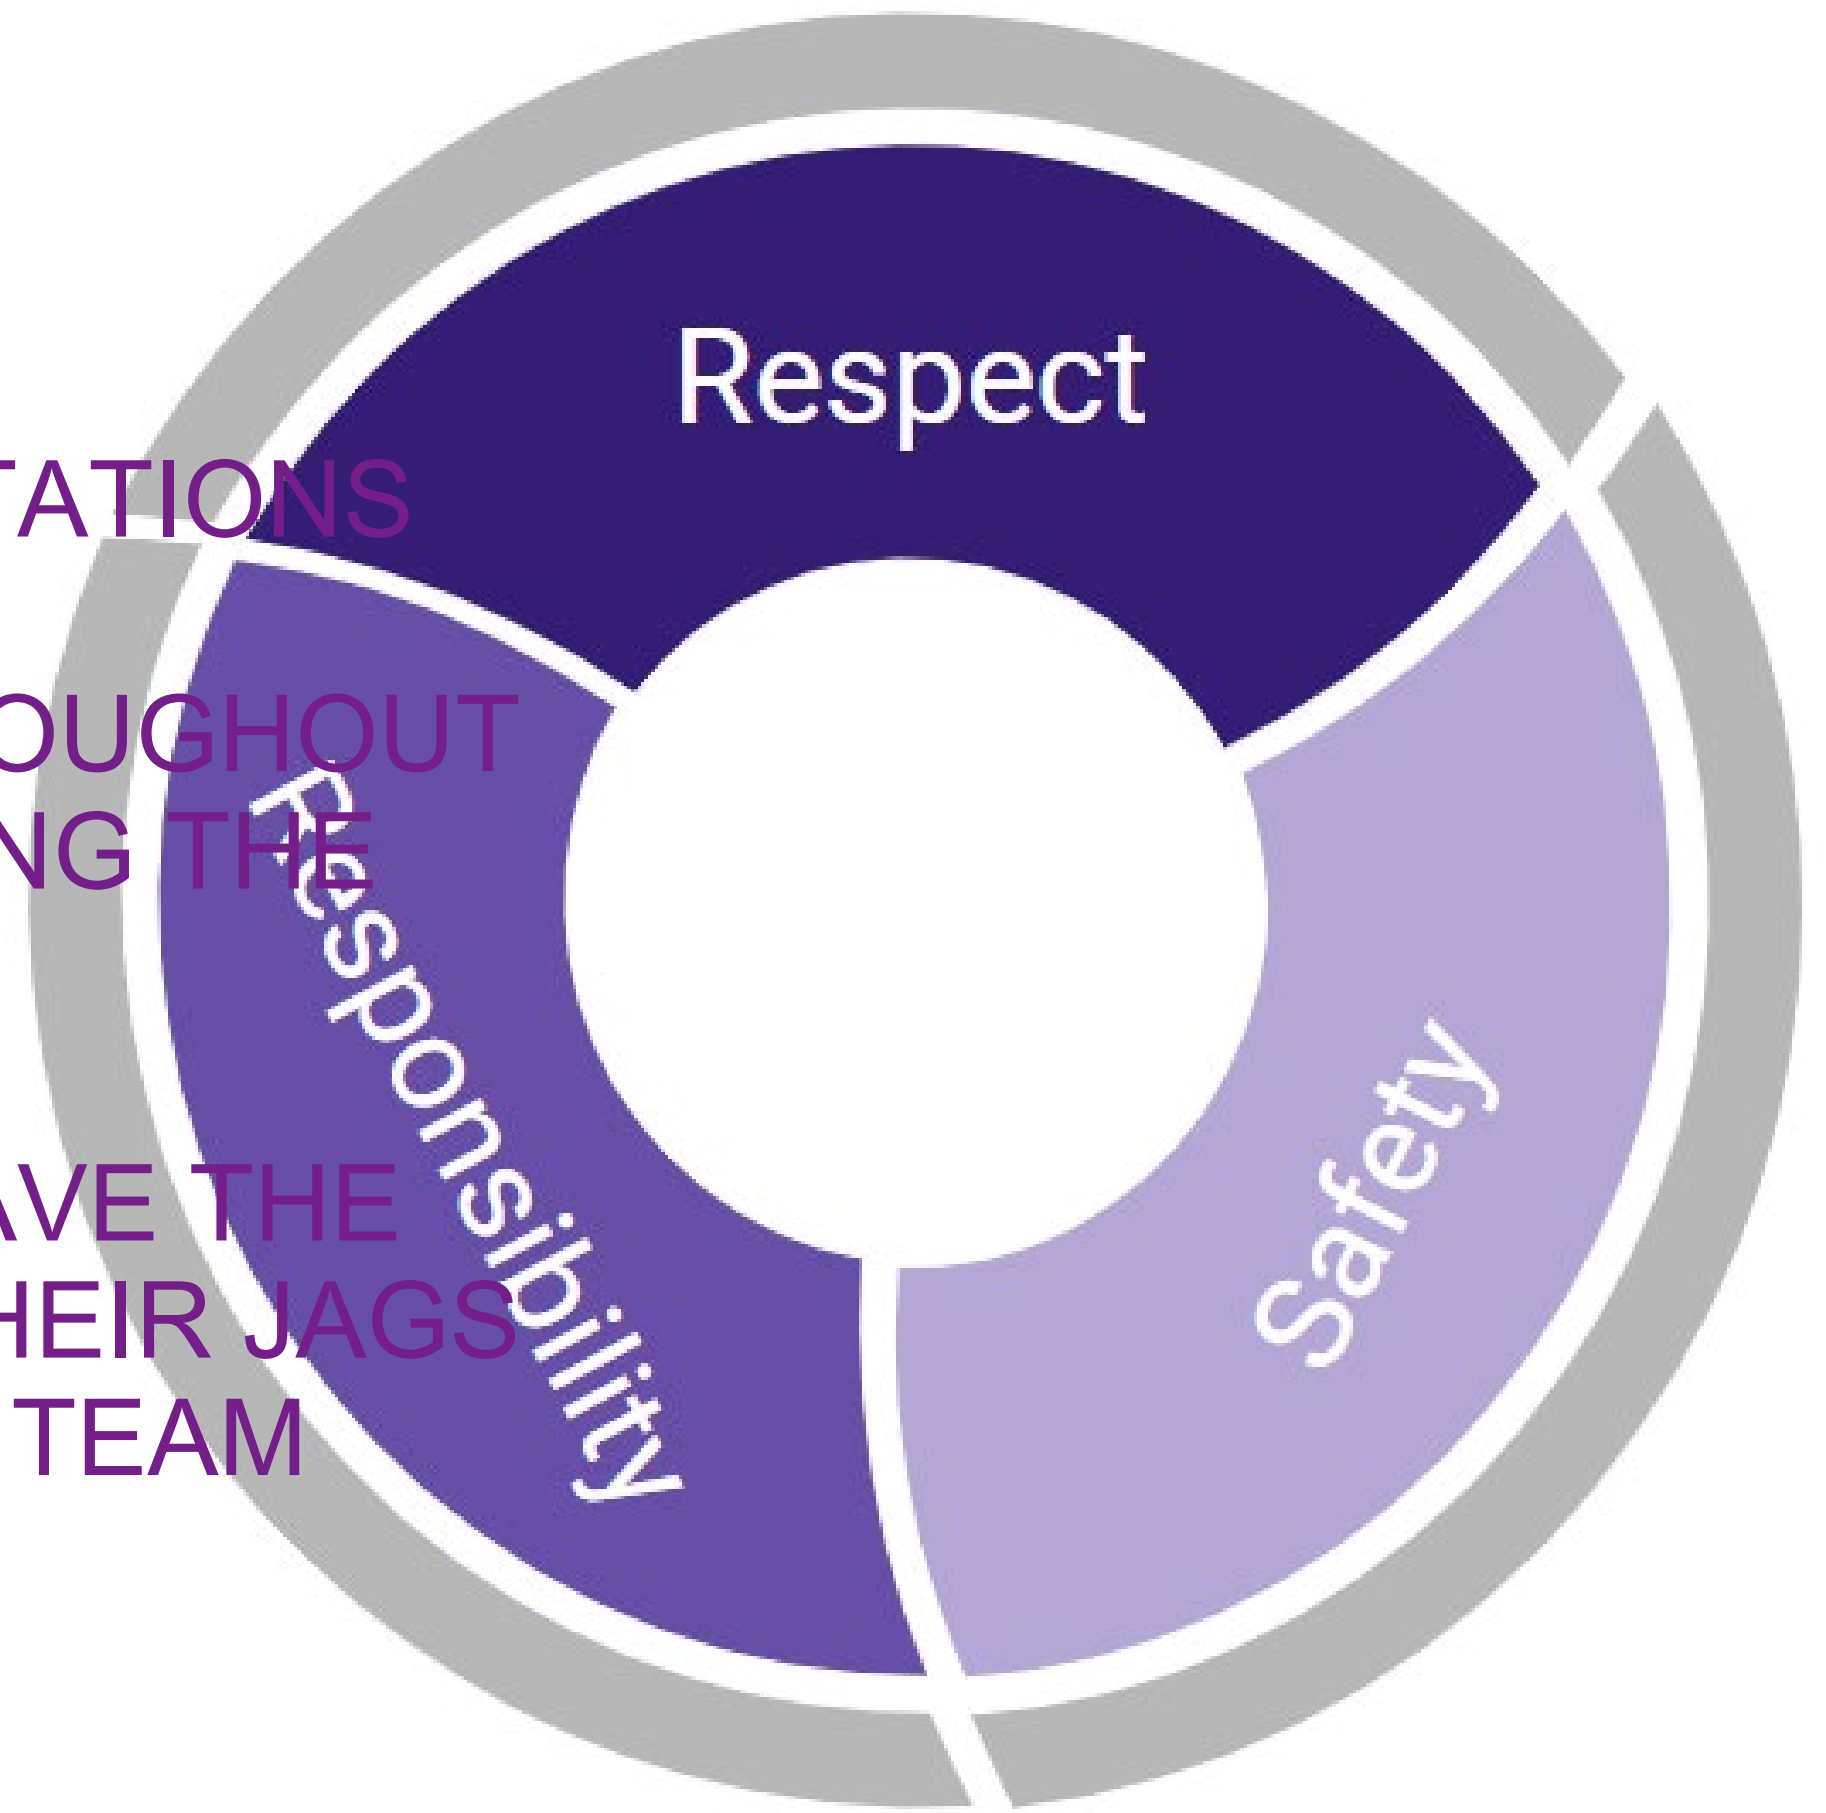 Respect
TATIONS
OUGHOUT
NG THE
AVE THE
HEIR JAGS
TEAM
Responsibility
Safety